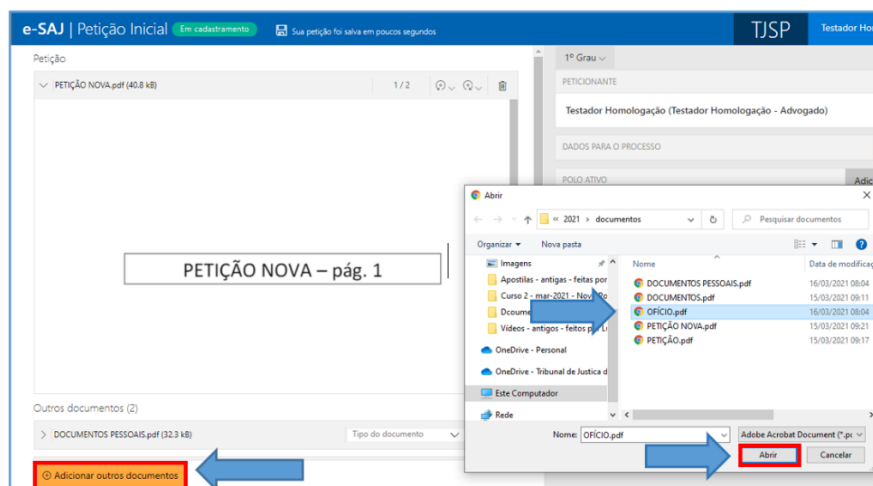 e-SAJ | Petição Inicial Em cadastramento Sua petição foi salva em poucos segundos TJSP Testador Ho
Petição
PETIÇÃO NOVA.pdf (40.8 kB) 1/2
PETIÇÃO NOVA – pág. 1
Outros documentos (2)
DOCUMENTOS PESSOAIS.pdf (32.3 kB) Tipo do documento
Adicionar outros documentos
1º Grau
PETICIONANTE
Testador Homologação (Testador Homologação - Advogado)
DADOS PARA O PROCESSO
POLO ATIVO Adic
Abrir
« 2021 › documentos Pesquisar documentos
Organizar Nova pasta
Imagens
Apostilas - antigas - feitas por
Curso 2 - mar-2021 - Nov
Dcoume
Vídeos - antigos - feitos p
OneDrive - Personal
OneDrive - Tribunal de Justica d
Este Computador
Rede
Nome Data de modificaç
DOCUMENTOS PESSOAIS.pdf 16/03/2021 08:04
DOCUMENTOS.pdf 15/03/2021 09:11
OFÍCIO.pdf 16/03/2021 08:04
PETIÇÃO NOVA.pdf 15/03/2021 09:21
PETIÇÃO.pdf 15/03/2021 09:17
Nome: OFÍCIO.pdf Adobe Acrobat Document (*.pc
Abrir Cancelar